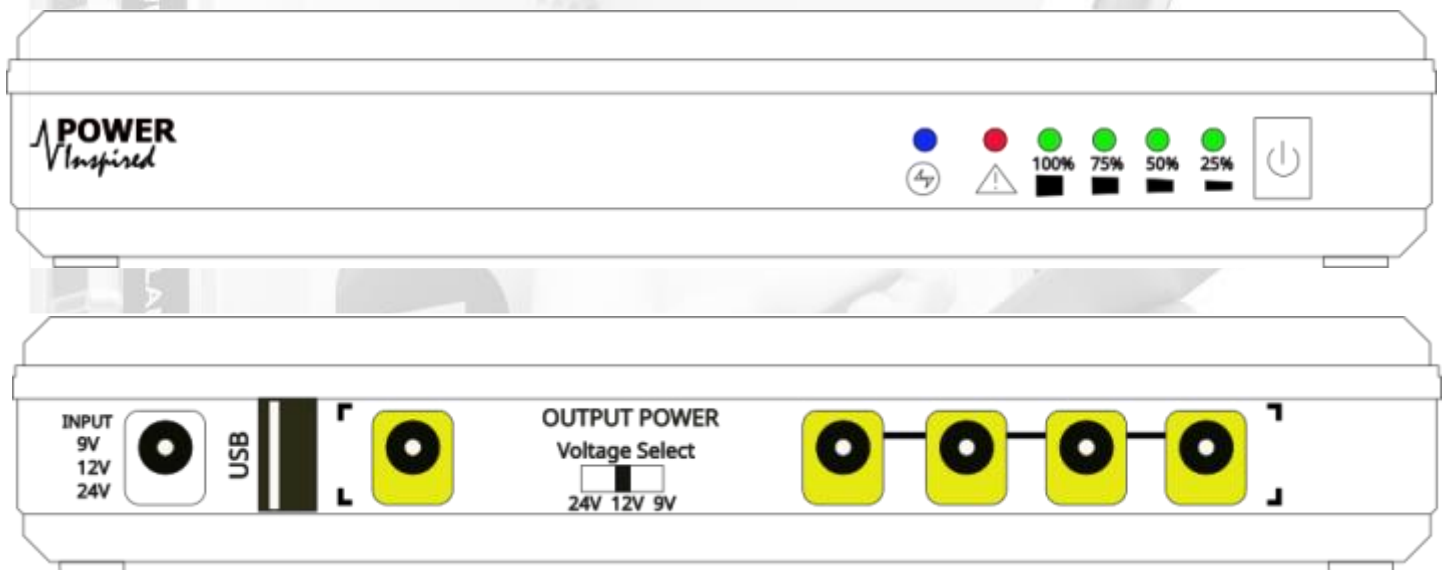 POWER
Inspired
100% 75% 50% 25%
INPUT
9V
12V
24V
USB
OUTPUT POWER
Voltage Select
24V 12V 9V